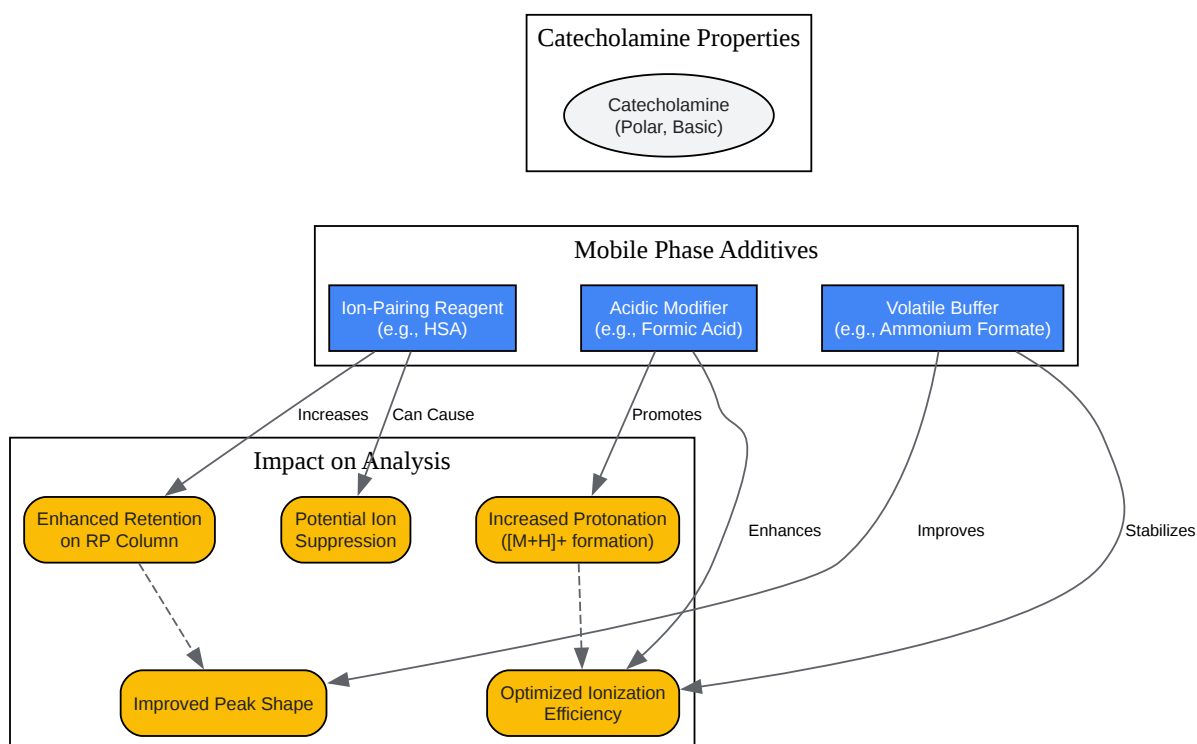 Catecholamine Properties
Catecholamine
(Polar, Basic)
Mobile Phase Additives
Ion-Pairing Reagent
(e.g., HSA)
Acidic Modifier
(e.g., Formic Acid)
Volatile Buffer
(e.g., Ammonium Formate)
Increases
Can Cause
Promotes
Impact on Analysis
Enhanced Retention
on RP Column
Potential Ion
Suppression
Increased Protonation
([M+H]+ formation)
Enhances
Improves
Stabilizes
Improved Peak Shape
Optimized Ionization
Efficiency